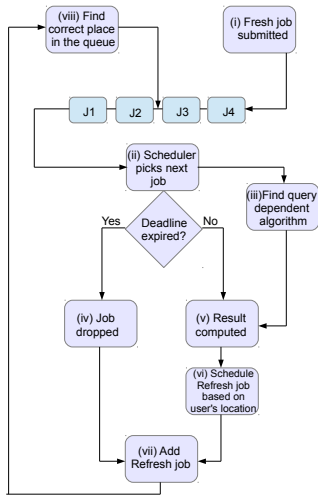 (viii) Find
correct place
in the queue
(i) Fresh job
submitted
J1
J2
J3
J4
(ii) Scheduler
picks next
job
(iii)Find query
dependent
algorithm
Yes
Deadline
expired?
No
(iv) Job
dropped
(v) Result
computed
(vi) Schedule
Refresh job
based on
user's location
(vii) Add
Refresh job